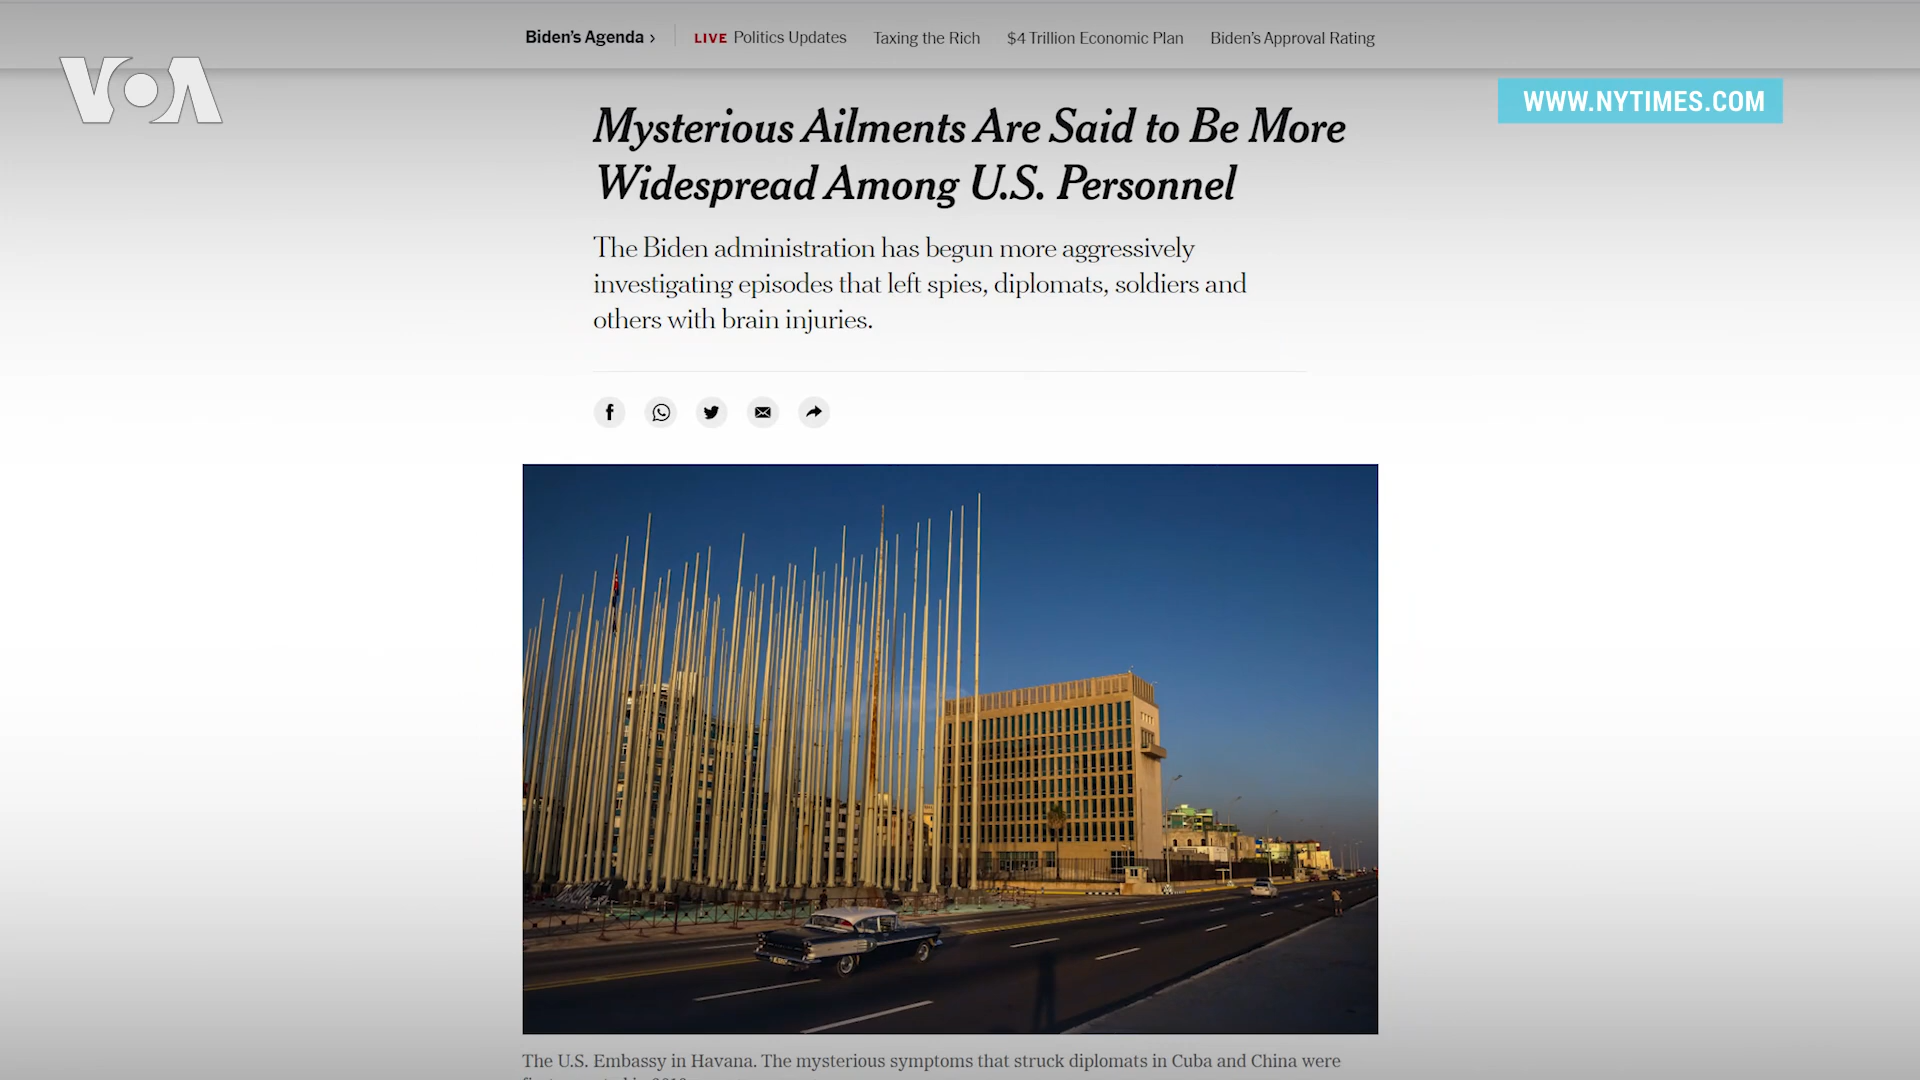 Biden's Agenda › LIVE Politics Updates Taxing the Rich $4 Trillion Economic Plan Biden's Approval Rating
VOA
WWW.NYTIMES.COM
Mysterious Ailments Are Said to Be More
Widespread Among U.S. Personnel
The Biden administration has begun more aggressively
investigating episodes that left spies, diplomats, soldiers and
others with brain injuries.
The U.S. Embassy in Havana. The mysterious symptoms that struck diplomats in Cuba and China were